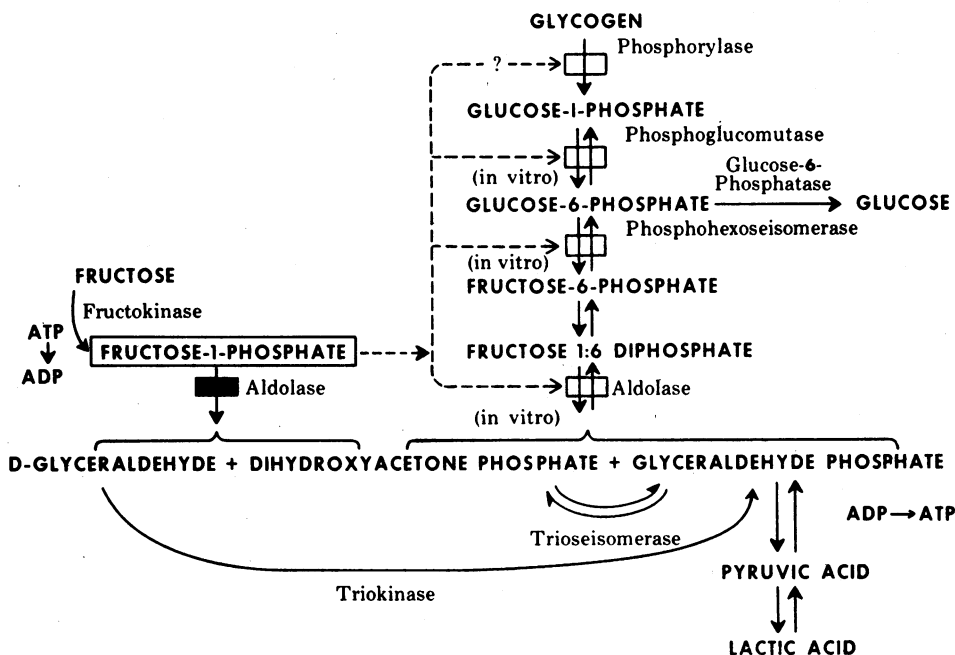 GLYCOGEN
Phosphorylase
?
GLUCOSE-1-PHOSPHATE
Phosphoglucomutase
(in vitro)
Glucose-6-
Phosphatase
GLUCOSE-6-PHOSPHATE
GLUCOSE
Phosphohexoseisomerase
(in vitro)
FRUCTOSE
FRUCTOSE-6-PHOSPHATE
Fructokinase
ATP
ADP
FRUCTOSE-1-PHOSPHATE
FRUCTOSE 1:6 DIPHOSPHATE
Aldolase
Aldolase
(in vitro)
D-GLYCERALDEHYDE + DIHYDROXYACETONE PHOSPHATE + GLYCERALDEHYDE PHOSPHATE
ADP→ATP
Trioseisomerase
Triokinase
PYRUVIC ACID
LACTIC ACID